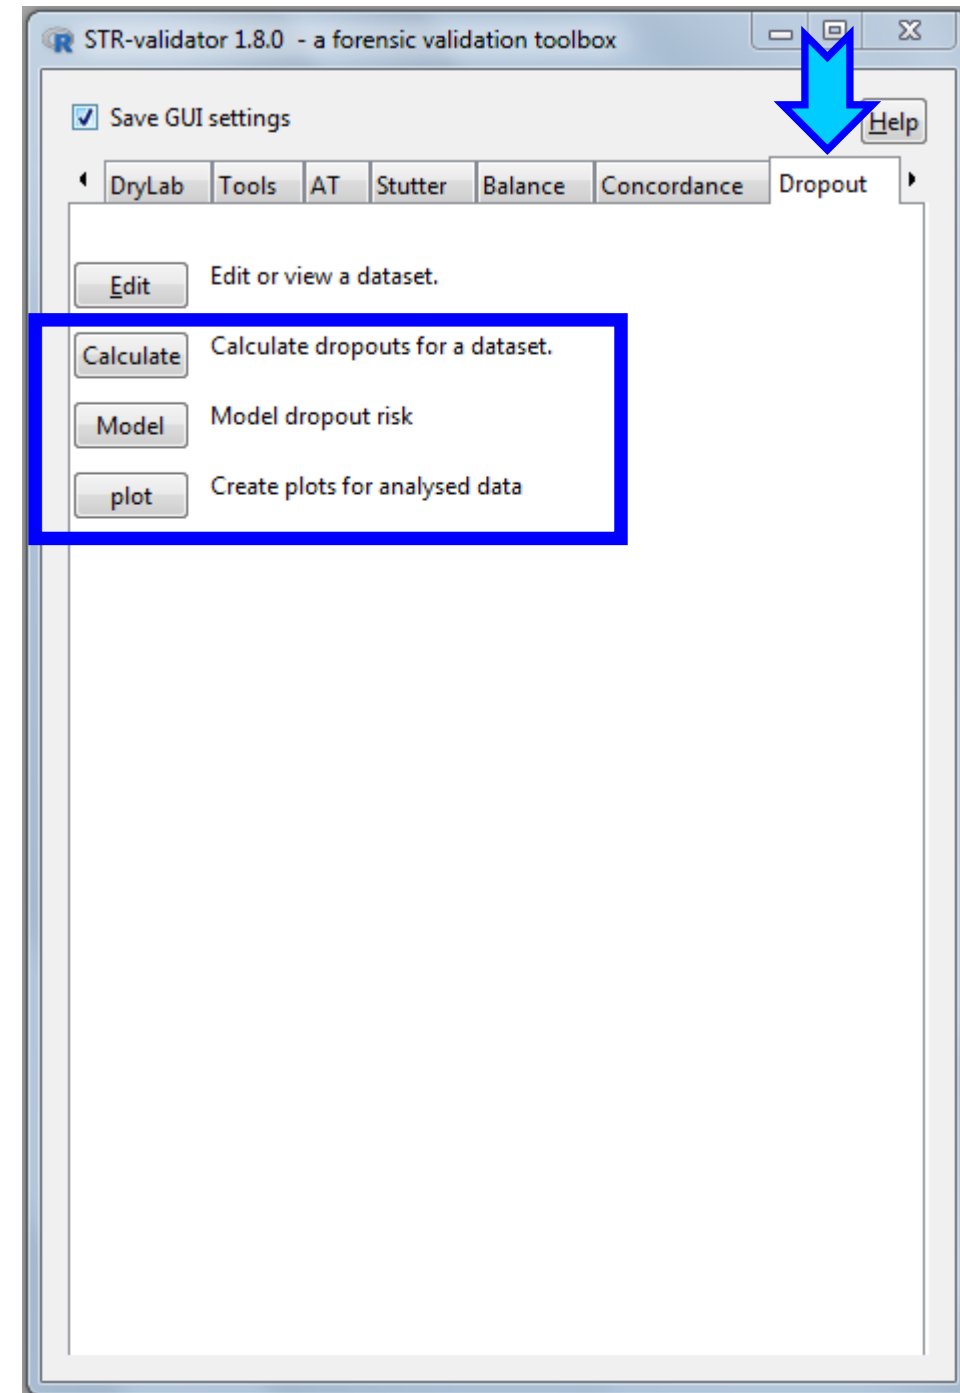 STR-validator 1.8.0 - a forensic validation toolbox
Save GUI settings
Help
DryLab Tools AT Stutter Balance Concordance Dropout
Edit Edit or view a dataset.
Calculate Calculate dropouts for a dataset.
Model Model dropout risk
plot Create plots for analysed data